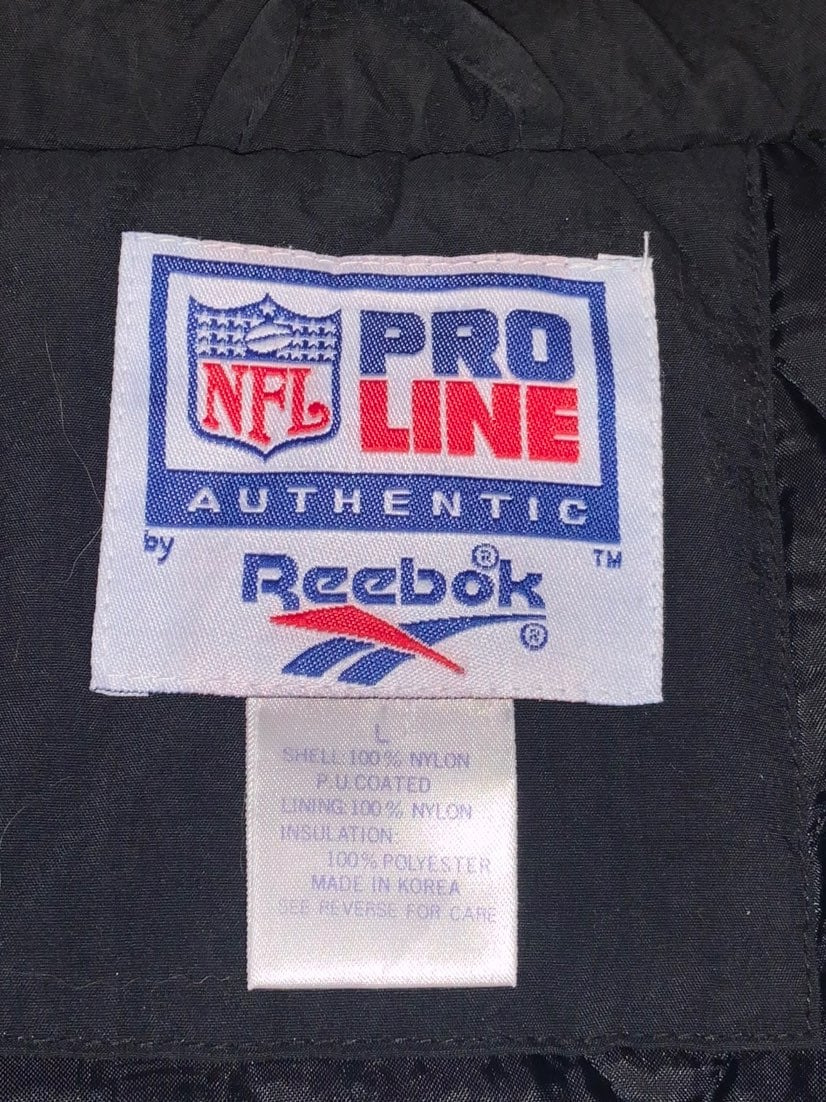 NFL
PRO
LINE
AUTHENTIC
by
TM
Reebok®
®
L
SHELL: 100% NYLON
P.U.COATED
LINING: 100% NYLON
INSULATION:
100% POLYESTER
MADE IN KOREA
SEE REVERSE FOR CARE